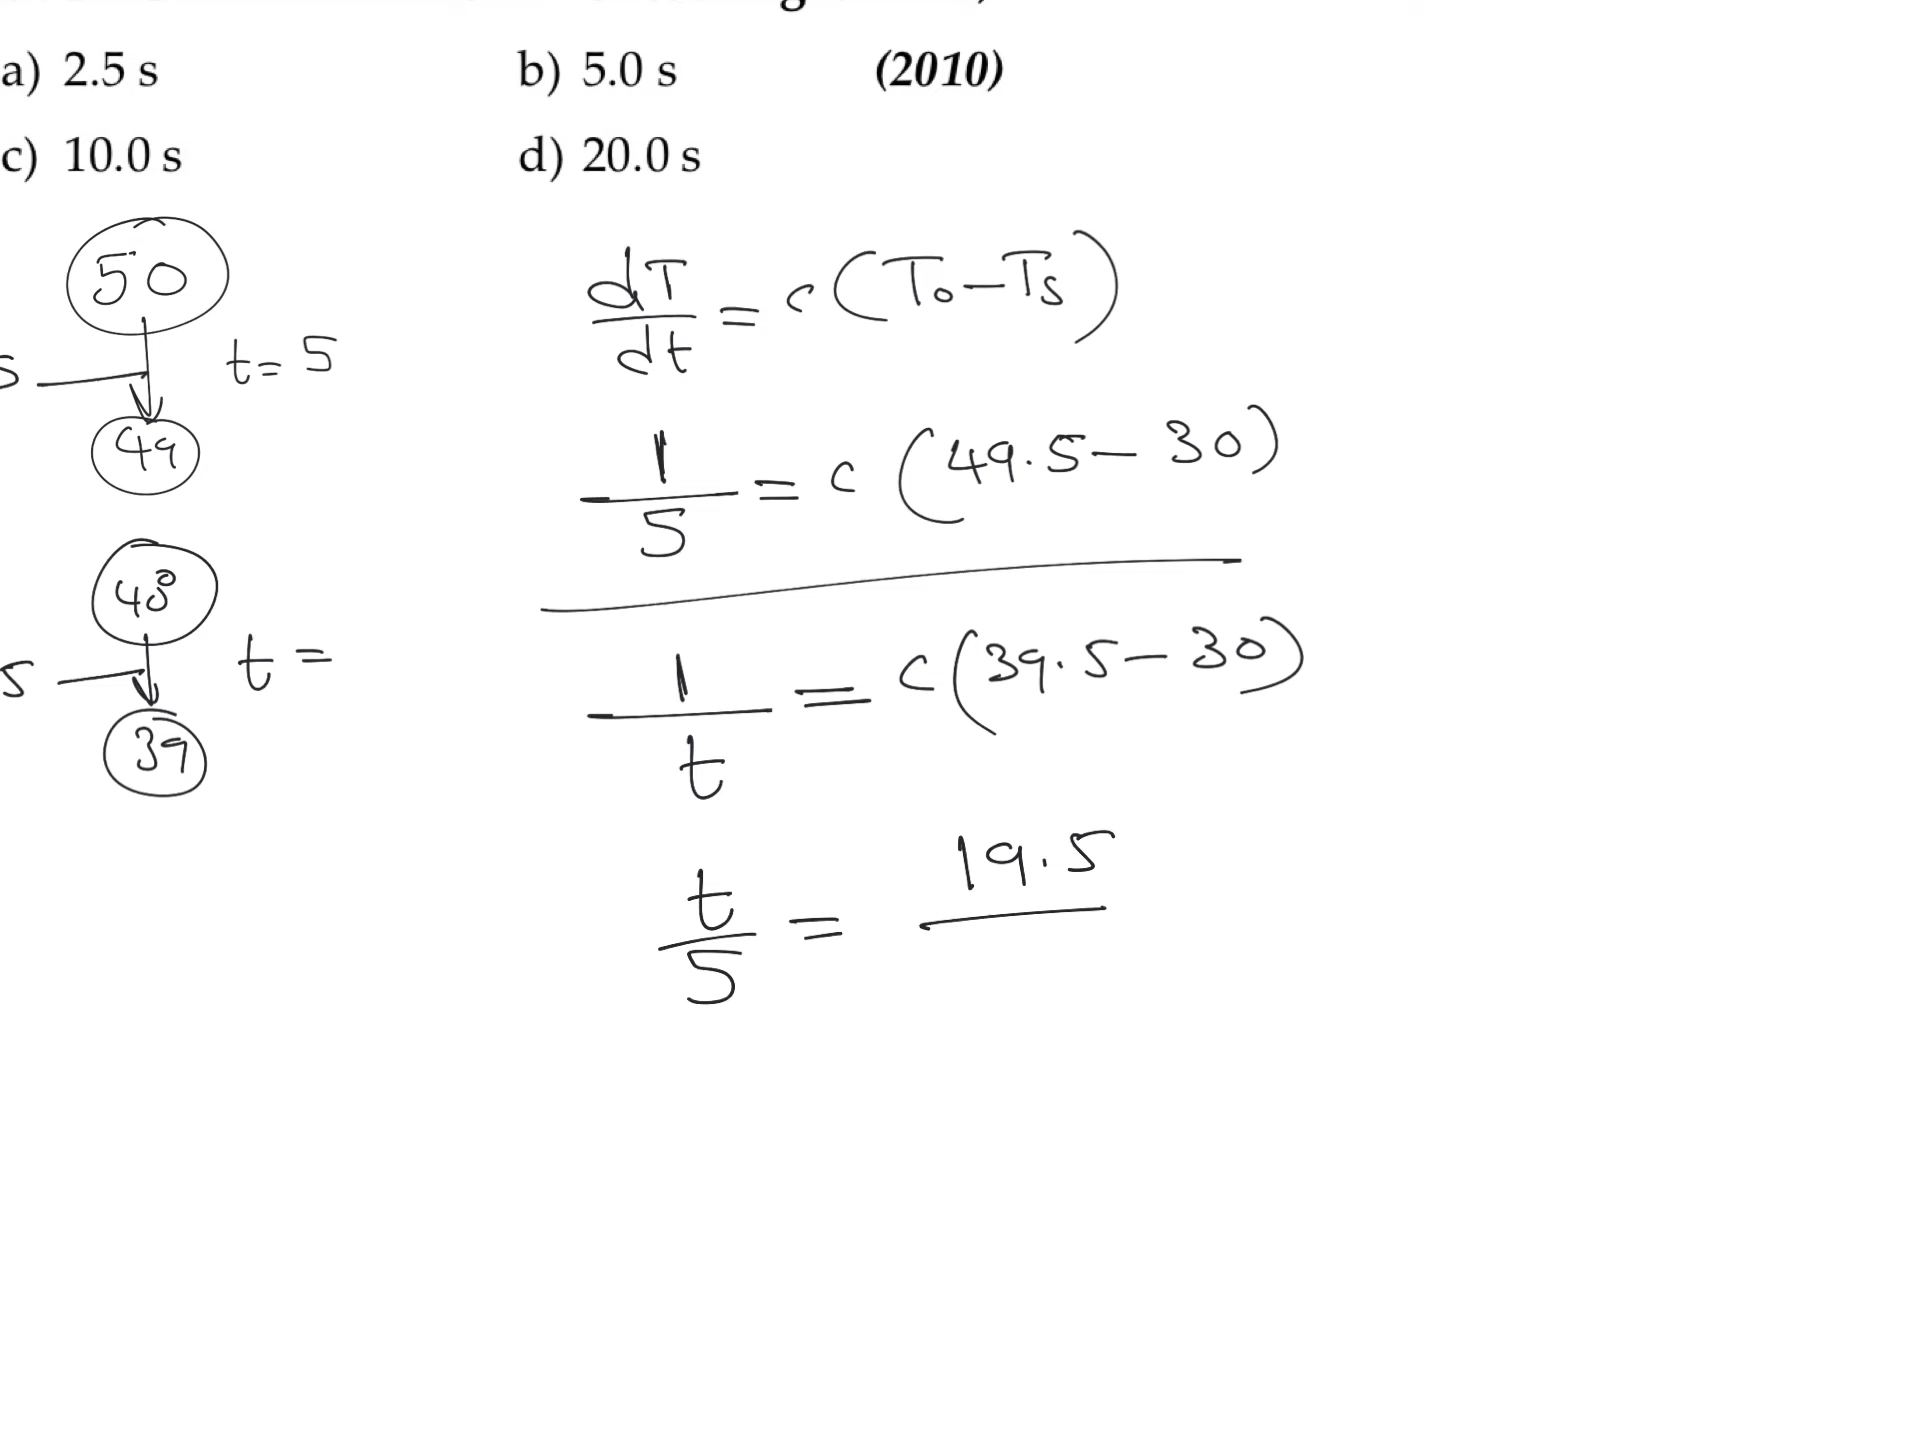 a) 2.5 s b) 5.0 s (2010)
c) 10.0 s d) 20.0 s
50
t = 5
49
48
t =
39
dT/dt = c(To - Ts)
1/5 = c (49.5 - 30)
1/t = c(39.5 - 30)
t/5 = 19.5